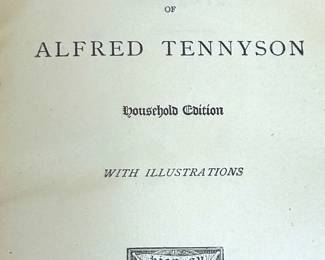 OF
ALFRED TENNYSON
Household Edition
WITH ILLUSTRATIONS